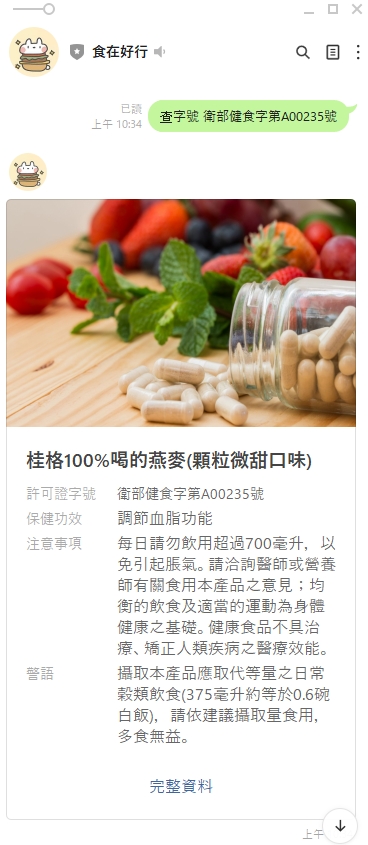 食在好行
已讀
上午 10:34
查字號 衛部健食字第A00235號
桂格100%喝的燕麥(顆粒微甜口味)
許可證字號 衛部健食字第A00235號
保健功效 調節血脂功能
注意事項 每日請勿飲用超過700毫升，以
免引起脹氣。請洽詢醫師或營養
師有關食用本產品之意見；均
衡的飲食及適當的運動為身體
健康之基礎。健康食品不具治
療、矯正人類疾病之醫療效能。
警語 攝取本產品應取代等量之日常
穀類飲食(375毫升約等於0.6碗
白飯)，請依建議攝取量食用，
多食無益。
完整資料
上午